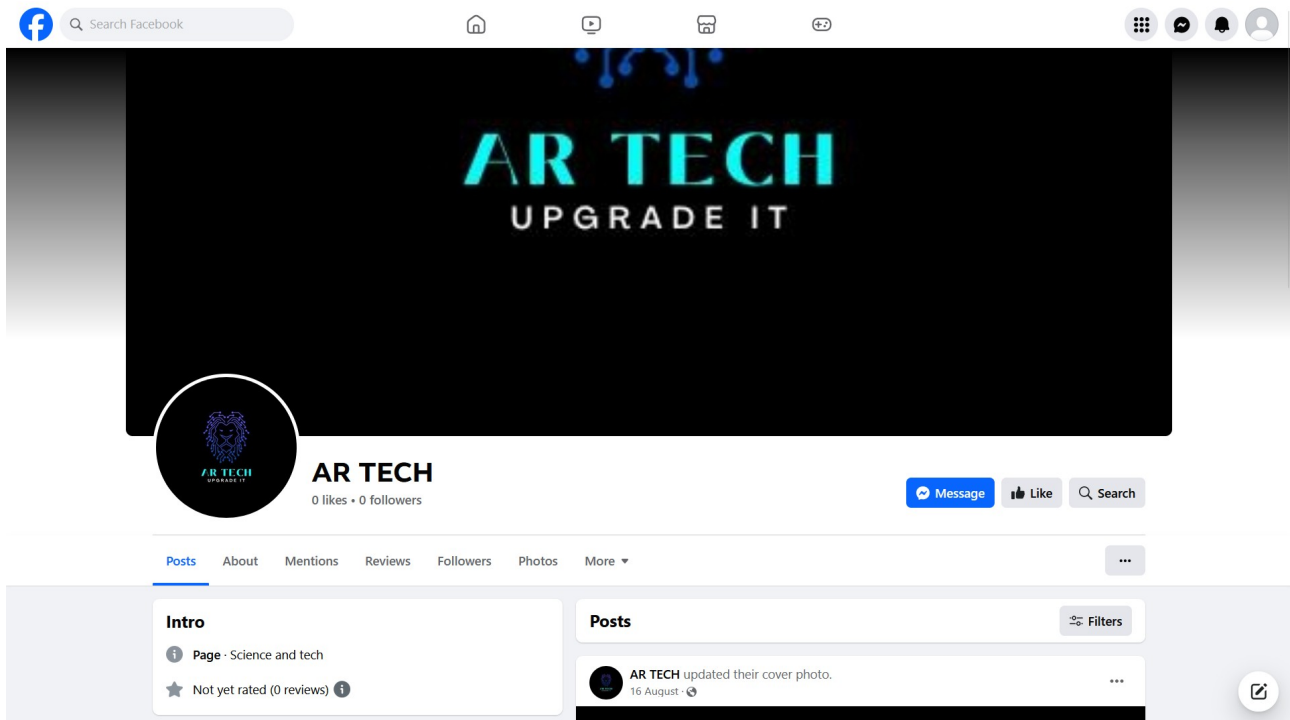 Search Facebook
AR TECH
UPGRADE IT
AR TECH
UPGRADE IT
AR TECH
0 likes • 0 followers
Message
Like
Search
Posts
About
Mentions
Reviews
Followers
Photos
More
Intro
Page · Science and tech
Not yet rated (0 reviews)
Posts
Filters
AR TECH updated their cover photo.
16 August ·